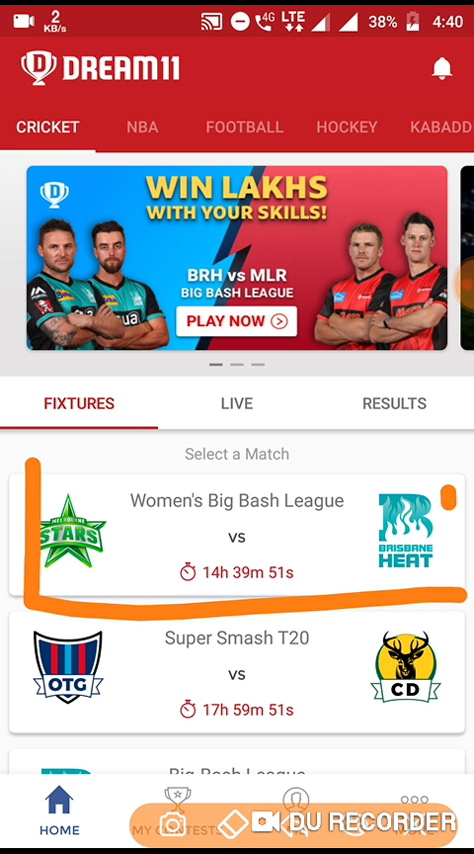 2
KB/s
4G
LTE
38%
4:40
D DREAM11
CRICKET NBA FOOTBALL HOCKEY KABADD
D
WIN LAKHS
WITH YOUR SKILLS!
BRH vs MLR
BIG BASH LEAGUE
PLAY NOW
FIXTURES LIVE RESULTS
Select a Match
Women's Big Bash League
MELBOURNE
STARS
vs
BRISBANE
HEAT
14h 39m 51s
Super Smash T20
OTG
vs
CD
17h 59m 51s
Big Bash League
HOME MY CONTESTS
DU RECORDER